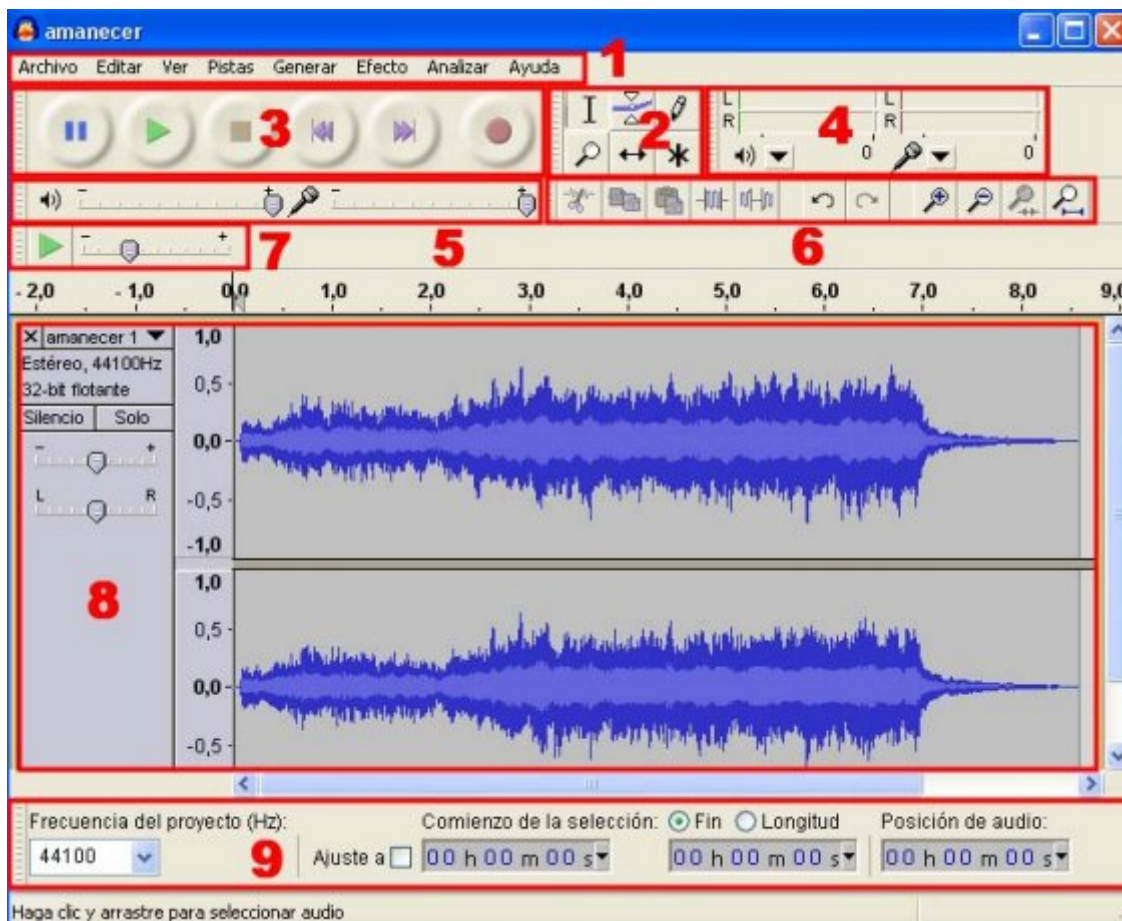 amanecer
Archivo Editar Ver Pistas Generar Efecto Analizar Ayuda
1
3
2
L
R
L
R
4
0
0
- +
- +
- +
7
5
6
- 2,0 - 1,0 0,0 1,0 2,0 3,0 4,0 5,0 6,0 7,0 8,0 9,0
X amanecer 1
Estéreo, 44100Hz
32-bit flotante
Silencio Solo
- +
L R
8
1,0
0,5
0,0
-0,5
-1,0
1,0
0,5
0,0
-0,5
Frecuencia del proyecto (Hz): Comienzo de la selección: Fin Longitud Posición de audio:
44100 9 Ajuste a 00 h 00 m 00 s 00 h 00 m 00 s 00 h 00 m 00 s
Haga clic y arrastre para seleccionar audio